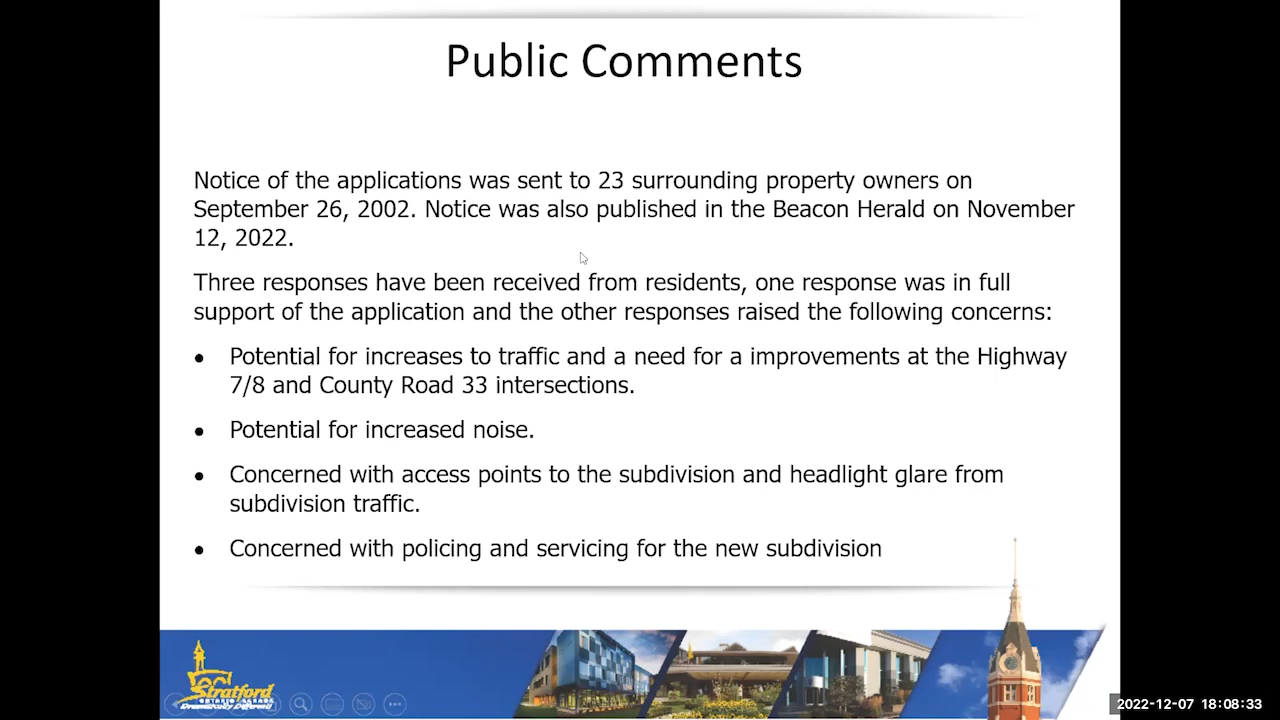 Public Comments
Notice of the applications was sent to 23 surrounding property owners on
September 26, 2002. Notice was also published in the Beacon Herald on November
12, 2022.
Three responses have been received from residents, one response was in full
support of the application and the other responses raised the following concerns:
• Potential for increases to traffic and a need for a improvements at the Highway
7/8 and County Road 33 intersections.
• Potential for increased noise.
• Concerned with access points to the subdivision and headlight glare from
subdivision traffic.
• Concerned with policing and servicing for the new subdivision
Stratford
ONTARIO CANADA
Dramatically Different
2022-12-07 18:08:33